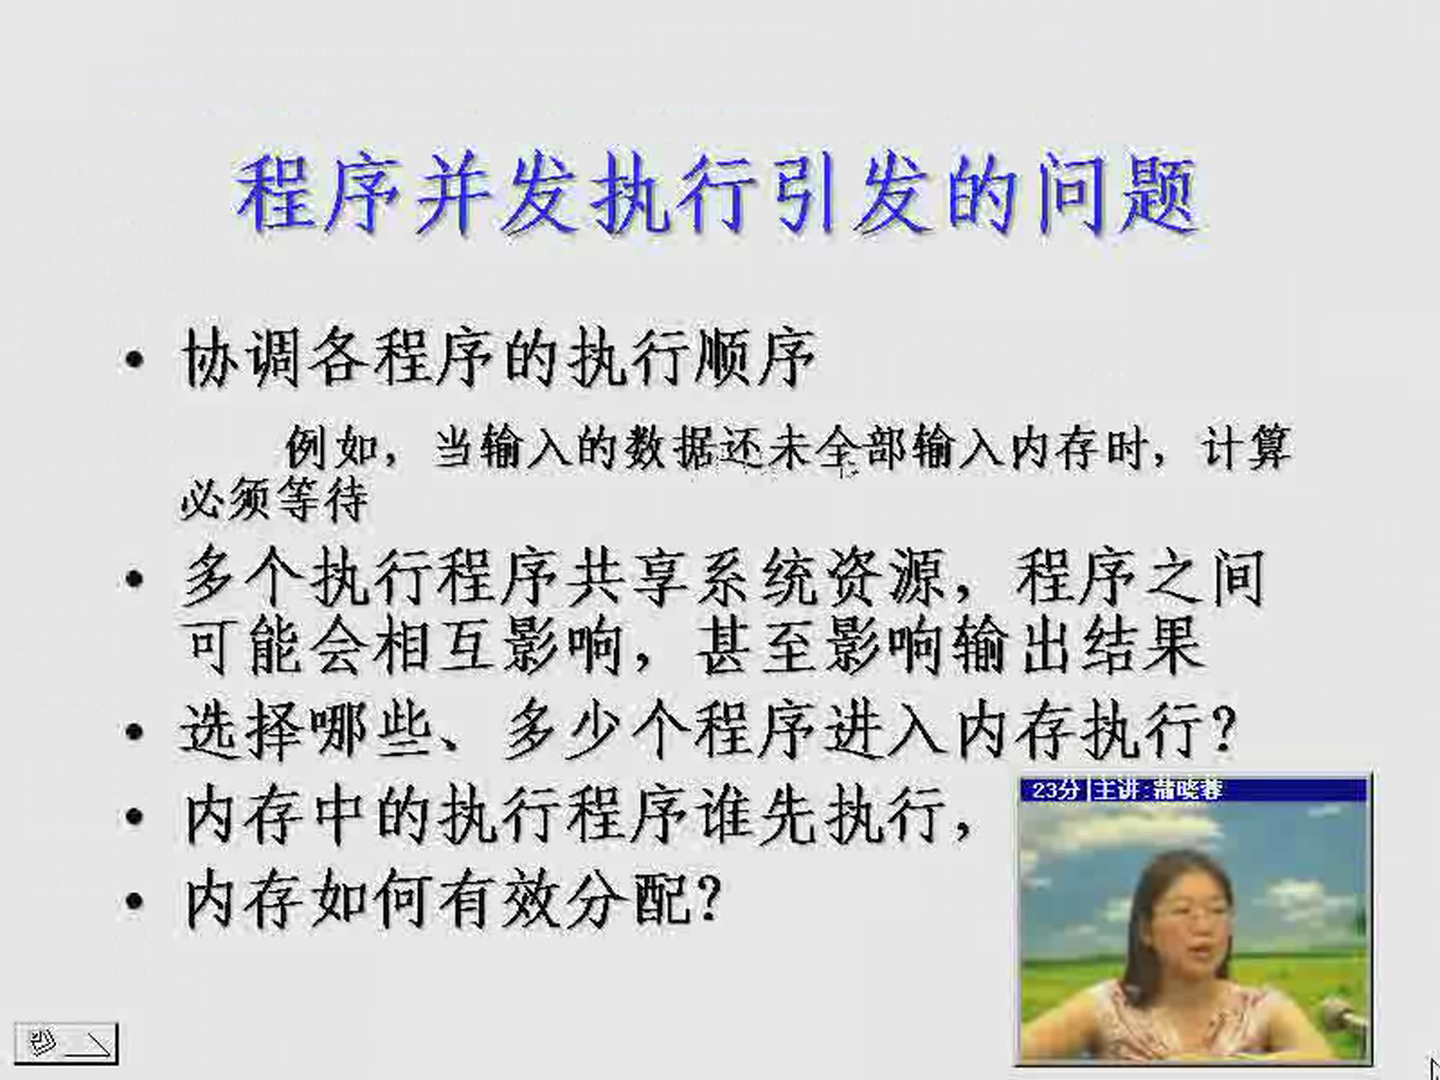 程序并发执行引发的问题
• 协调各程序的执行顺序
例如，当输入的数据还未全部输入内存时，计算
必须等待
• 多个执行程序共享系统资源，程序之间
可能会相互影响，甚至影响输出结果
• 选择哪些、多少个程序进入内存执行？
• 内存中的执行程序谁先执行，
• 内存如何有效分配？
23分 主讲：蒲晓蓉